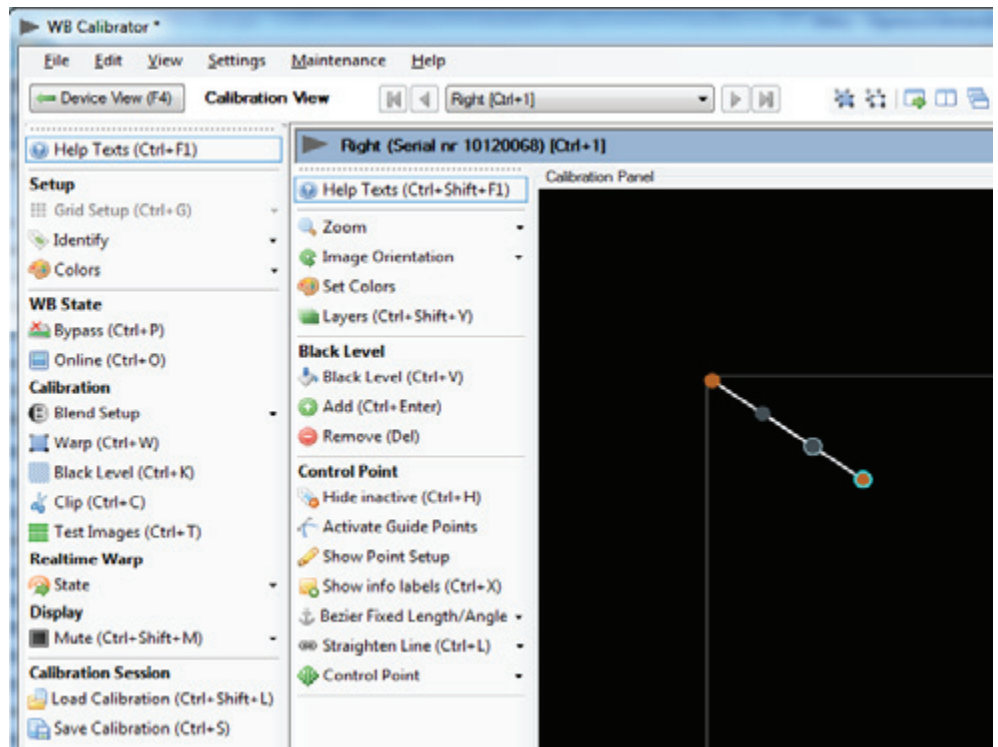 WB Calibrator *
File Edit View Settings Maintenance Help
Device View (F4) Calibration View Right [Ctrl+1]
Help Texts (Ctrl+F1)
Setup
Grid Setup (Ctrl+G)
Identify
Colors
WB State
Bypass (Ctrl+P)
Online (Ctrl+O)
Calibration
Blend Setup
Warp (Ctrl+W)
Black Level (Ctrl+K)
Clip (Ctrl+C)
Test Images (Ctrl+T)
Realtime Warp
State
Display
Mute (Ctrl+Shift+M)
Calibration Session
Load Calibration (Ctrl+Shift+L)
Save Calibration (Ctrl+S)
Right (Serial nr 10120068) [Ctrl+1]
Help Texts (Ctrl+Shift+F1)
Zoom
Image Orientation
Set Colors
Layers (Ctrl+Shift+Y)
Black Level
Black Level (Ctrl+V)
Add (Ctrl+Enter)
Remove (Del)
Control Point
Hide inactive (Ctrl+H)
Activate Guide Points
Show Point Setup
Show info labels (Ctrl+X)
Bezier Fixed Length/Angle
Straighten Line (Ctrl+L)
Control Point
Calibration Panel